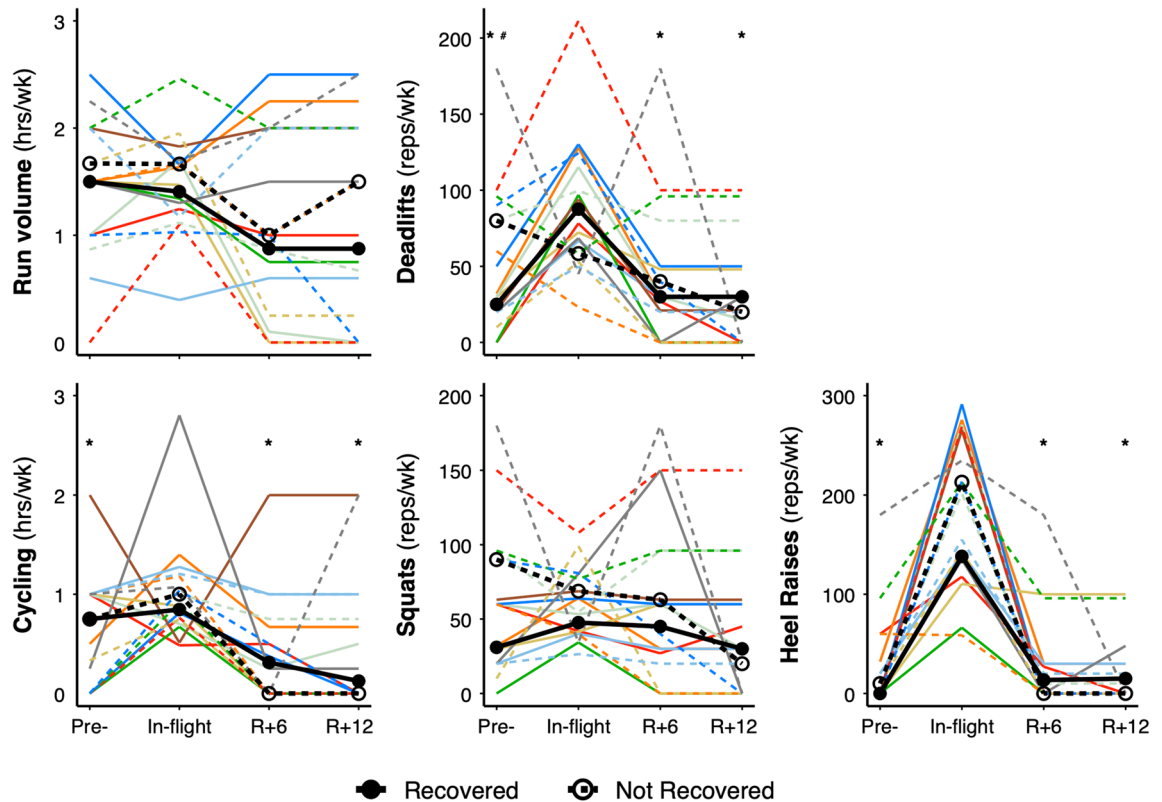 Run volume (hrs/wk)
3
2
1
0
Deadlifts (reps/wk)
200
150
100
50
0
* #
*
*
Cycling (hrs/wk)
3
2
1
0
*
*
*
Pre-
In-flight
R+6
R+12
Squats (reps/wk)
200
150
100
50
0
Pre-
In-flight
R+6
R+12
Heel Raises (reps/wk)
300
200
100
0
*
*
*
Pre-
In-flight
R+6
R+12
Recovered
Not Recovered